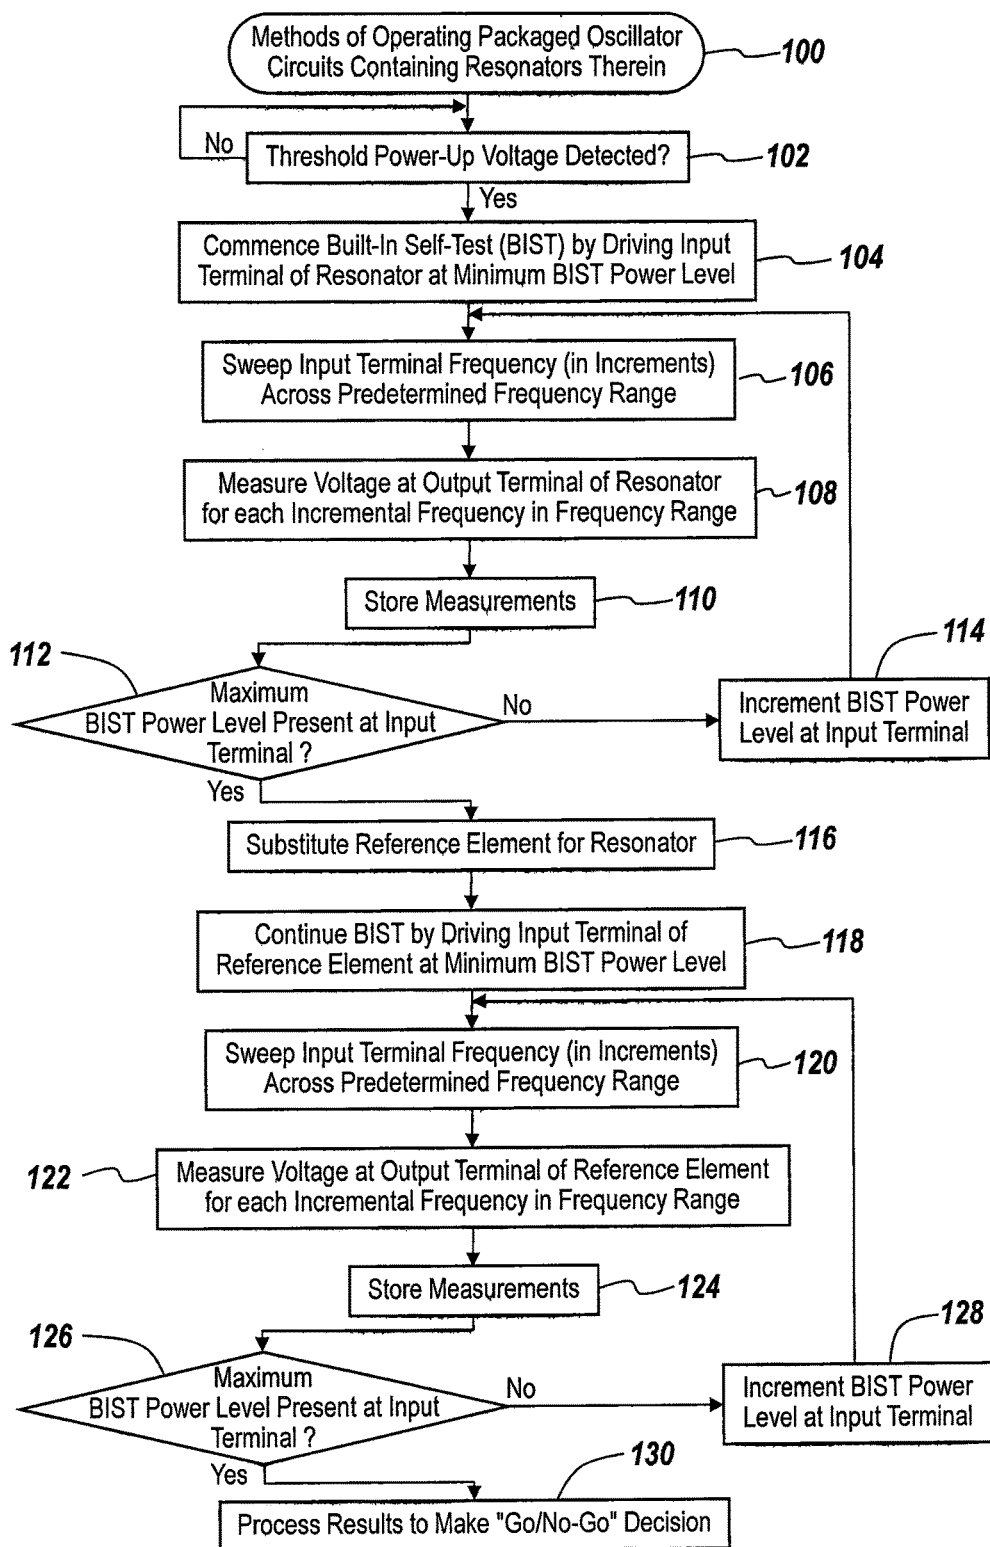 Methods of Operating Packaged Oscillator
Circuits Containing Resonators Therein
100
No
Threshold Power-Up Voltage Detected?
102
Yes
Commence Built-In Self-Test (BIST) by Driving Input
Terminal of Resonator at Minimum BIST Power Level
104
Sweep Input Terminal Frequency (in Increments)
Across Predetermined Frequency Range
106
Measure Voltage at Output Terminal of Resonator
for each Incremental Frequency in Frequency Range
108
Store Measurements
110
112
Maximum
BIST Power Level Present at Input
Terminal ?
No
114
Increment BIST Power
Level at Input Terminal
Yes
Substitute Reference Element for Resonator
116
Continue BIST by Driving Input Terminal of
Reference Element at Minimum BIST Power Level
118
Sweep Input Terminal Frequency (in Increments)
Across Predetermined Frequency Range
120
122
Measure Voltage at Output Terminal of Reference Element
for each Incremental Frequency in Frequency Range
Store Measurements
124
126
Maximum
BIST Power Level Present at Input
Terminal ?
No
128
Increment BIST Power
Level at Input Terminal
Yes
130
Process Results to Make "Go/No-Go" Decision